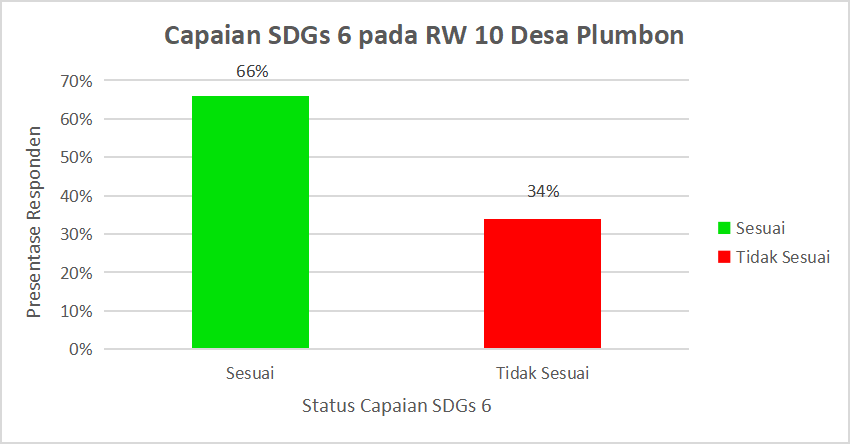 Capaian SDGs 6 pada RW 10 Desa Plumbon
Presentase Responden
70%
60%
50%
40%
30%
20%
10%
0%
66%
34%
Sesuai
Tidak Sesuai
Status Capaian SDGs 6
Sesuai
Tidak Sesuai